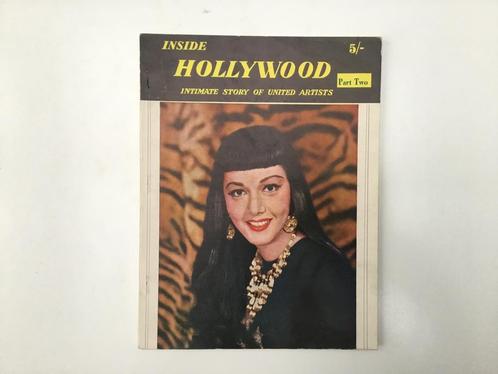 INSIDE 5/-
HOLLYWOOD
Part Two
INTIMATE STORY OF UNITED ARTISTS